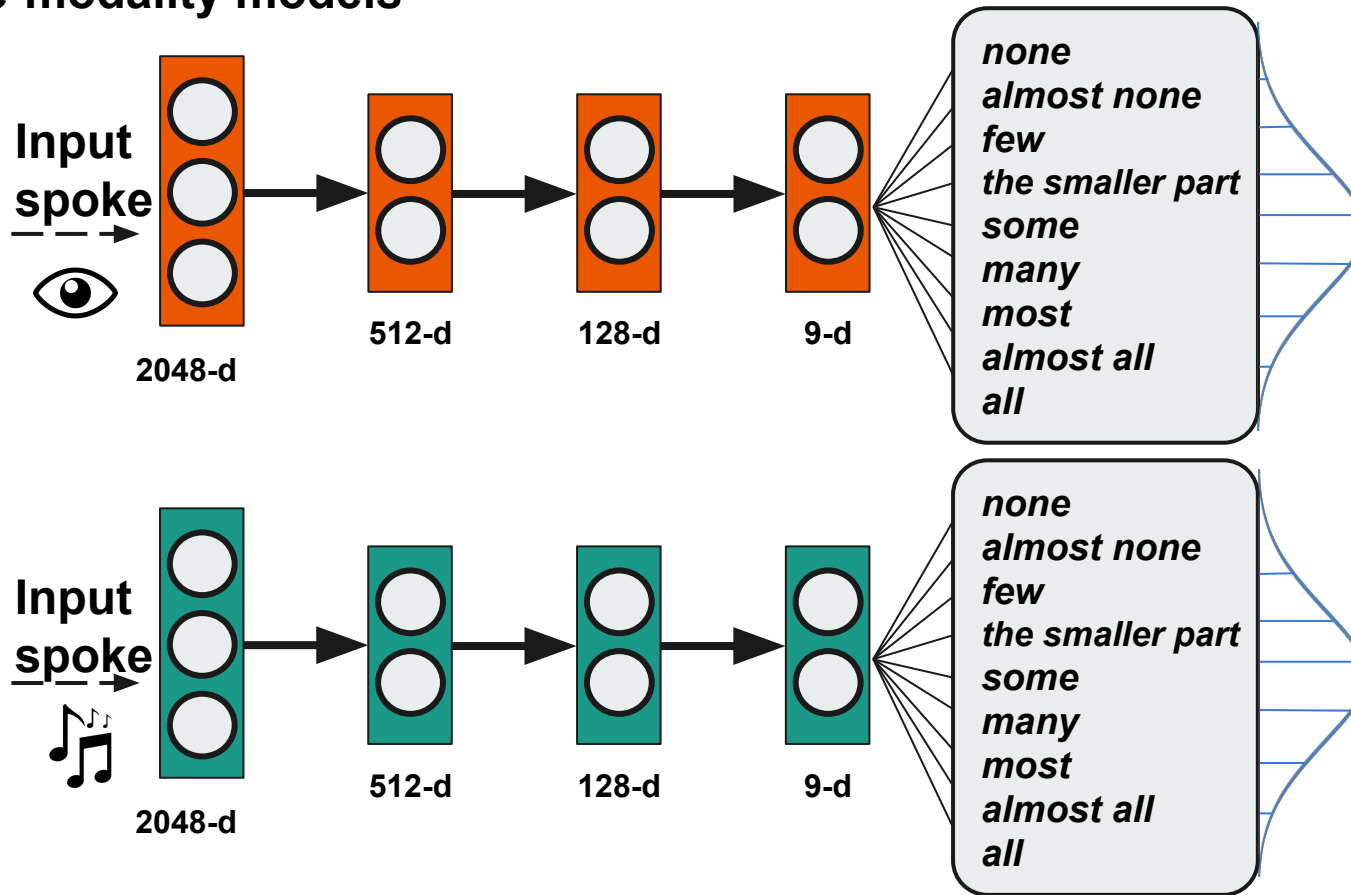 modality models
Input
spoke
2048-d
512-d
128-d
9-d
none
almost none
few
the smaller part
some
many
most
almost all
all
Input
spoke
2048-d
512-d
128-d
9-d
none
almost none
few
the smaller part
some
many
most
almost all
all